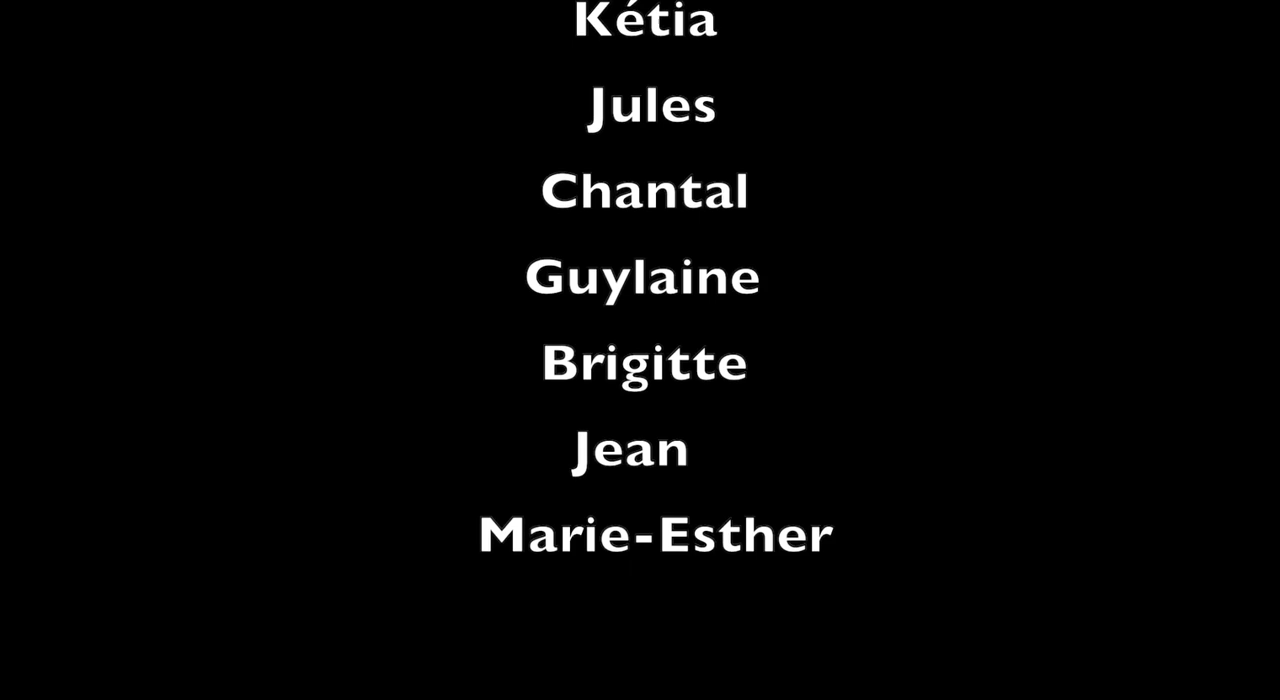 Kétia
Jules
Chantal
Guylaine
Brigitte
Jean
Marie-Esther